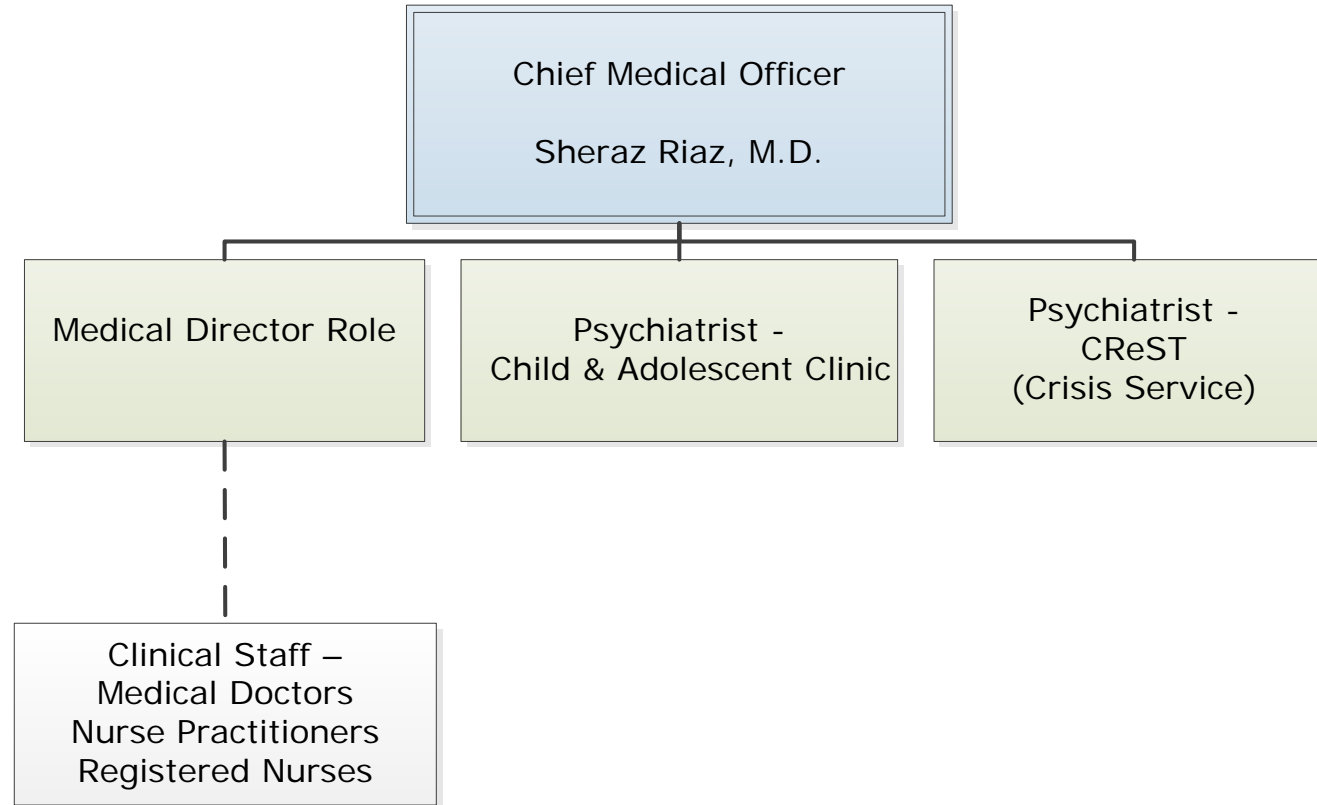 Chief Medical Officer
Sheraz Riaz, M.D.
Medical Director Role
Psychiatrist -
Child & Adolescent Clinic
Psychiatrist -
CReST
(Crisis Service)
Clinical Staff –
Medical Doctors
Nurse Practitioners
Registered Nurses